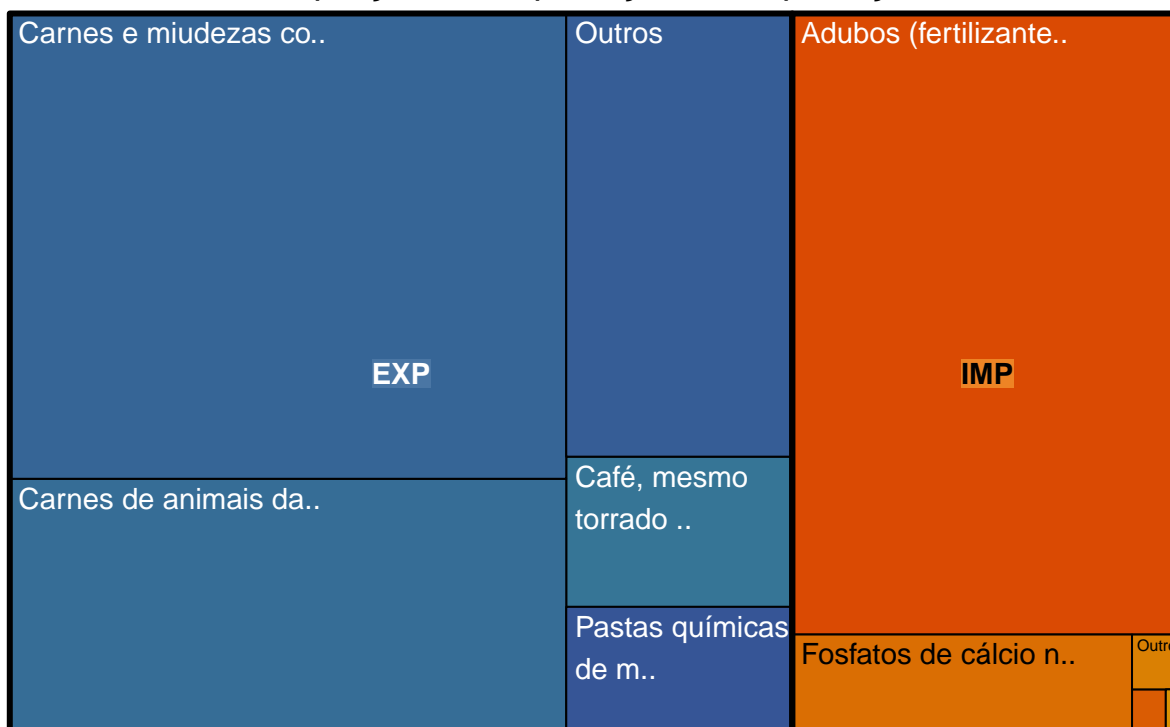 Carnes e miudezas co..
Outros
Adubos (fertilizante..
EXP
IMP
Carnes de animais da..
Café, mesmo
torrado ..
Pastas químicas
de m..
Fosfatos de cálcio n..